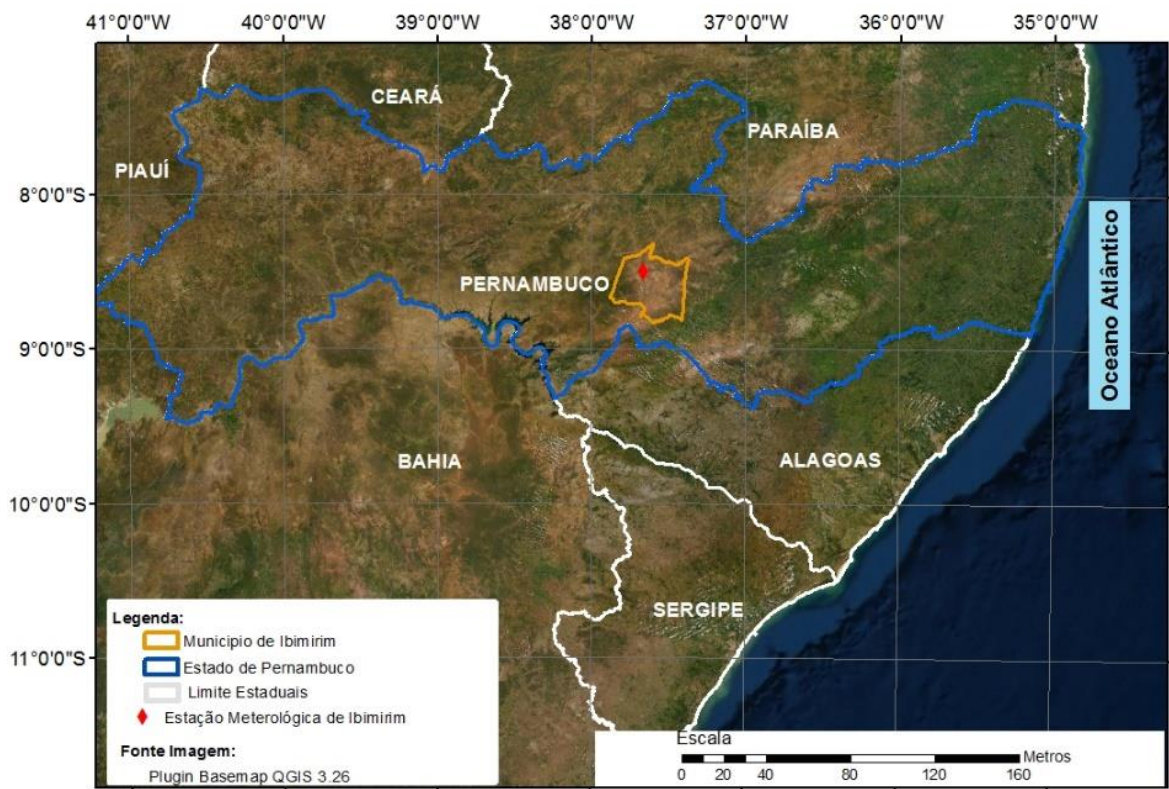 41°0'0"W 40°0'0"W 39°0'0"W 38°0'0"W 37°0'0"W 36°0'0"W 35°0'0"W
CEARÁ
PARAÍBA
PIAUÍ
8°0'0"S
PERNAMBUCO
9°0'0"S
Oceano Atlântico
BAHIA
ALAGOAS
10°0'0"S
SERGIPE
11°0'0"S
Legenda:
Municipio de Ibimirim
Estado de Pernambuco
Limite Estaduais
Estação Meterológica de Ibimirim
Fonte Imagem:
Plugin Basemap QGIS 3.26
Escala
Metros
0 20 40 80 120 160